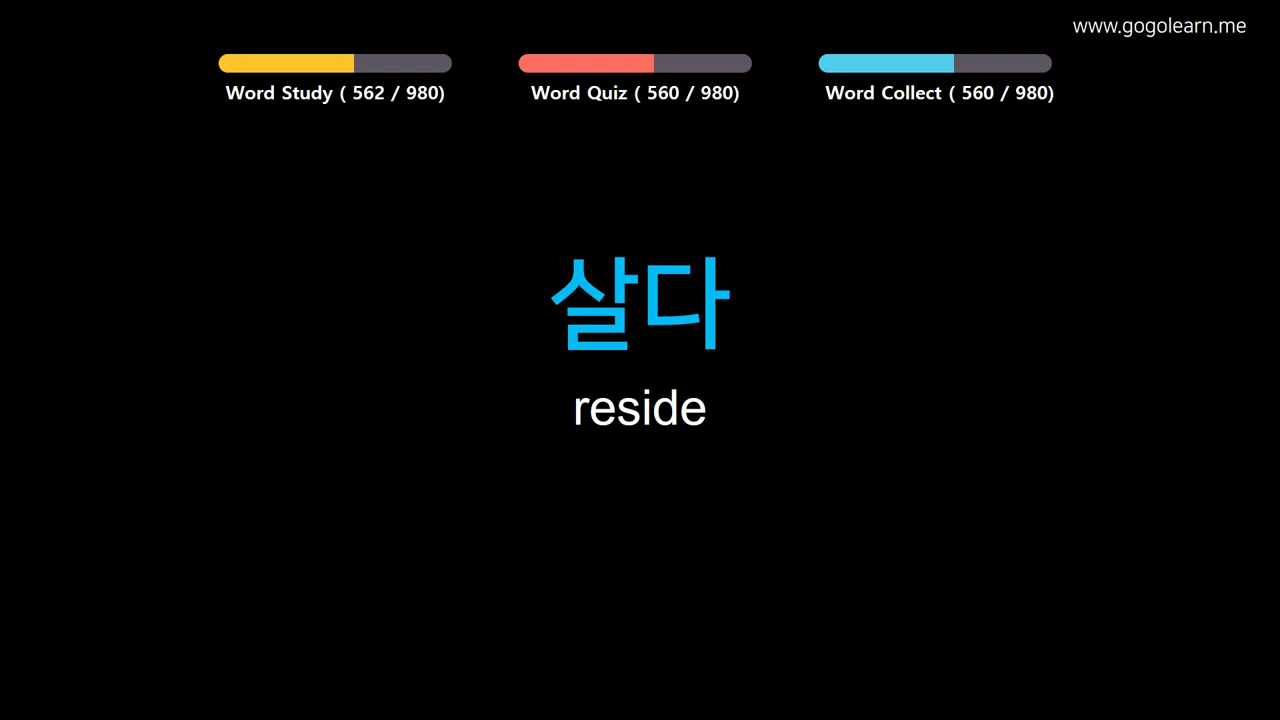 www.gogolearn.me
Word Study ( 562 / 980)
Word Quiz ( 560 / 980)
Word Collect ( 560 / 980)
살다
reside